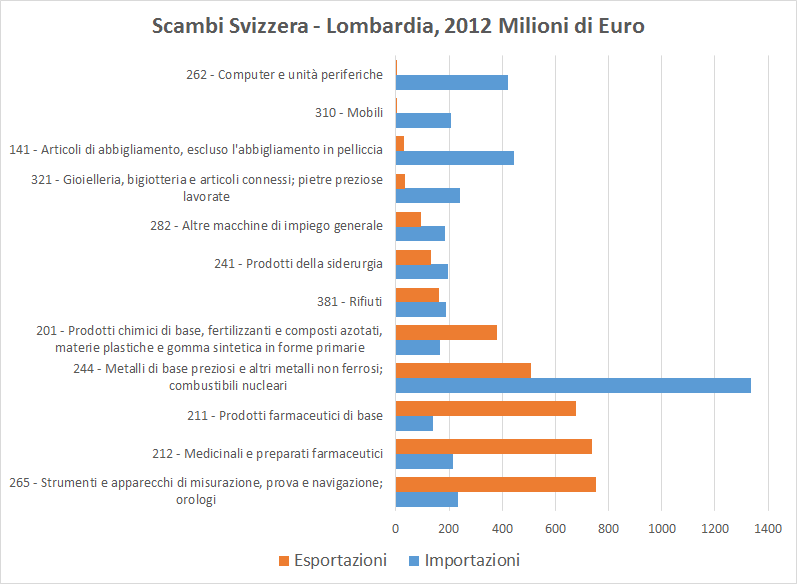 Scambi Svizzera - Lombardia, 2012 Milioni di Euro
262 - Computer e unità periferiche
310 - Mobili
141 - Articoli di abbigliamento, escluso l'abbigliamento in pelliccia
321 - Gioielleria, bigiotteria e articoli connessi; pietre preziose
lavorate
282 - Altre macchine di impiego generale
241 - Prodotti della siderurgia
381 - Rifiuti
201 - Prodotti chimici di base, fertilizzanti e composti azotati,
materie plastiche e gomma sintetica in forme primarie
244 - Metalli di base preziosi e altri metalli non ferrosi;
combustibili nucleari
211 - Prodotti farmaceutici di base
212 - Medicinali e preparati farmaceutici
265 - Strumenti e apparecchi di misurazione, prova e navigazione;
orologi
0 200 400 600 800 1000 1200 1400
Esportazioni Importazioni